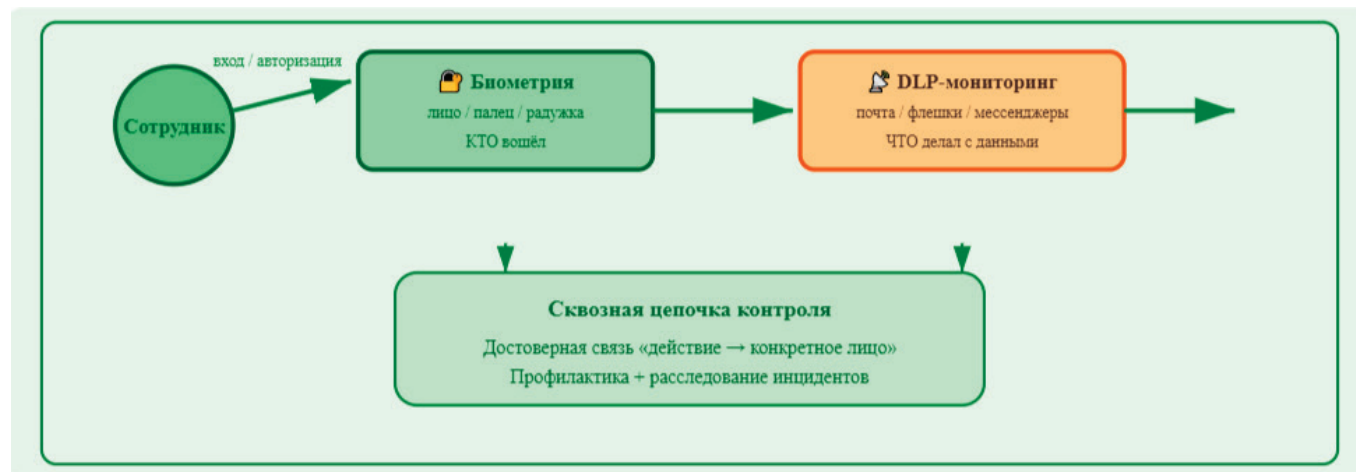 вход / авторизация
Сотрудник
Биометрия
лицо / палец / радужка
КТО вошёл
DLP-мониторинг
почта / флешки / мессенджеры
ЧТО делал с данными
Сквозная цепочка контроля
Достоверная связь «действие → конкретное лицо»
Профилактика + расследование инцидентов